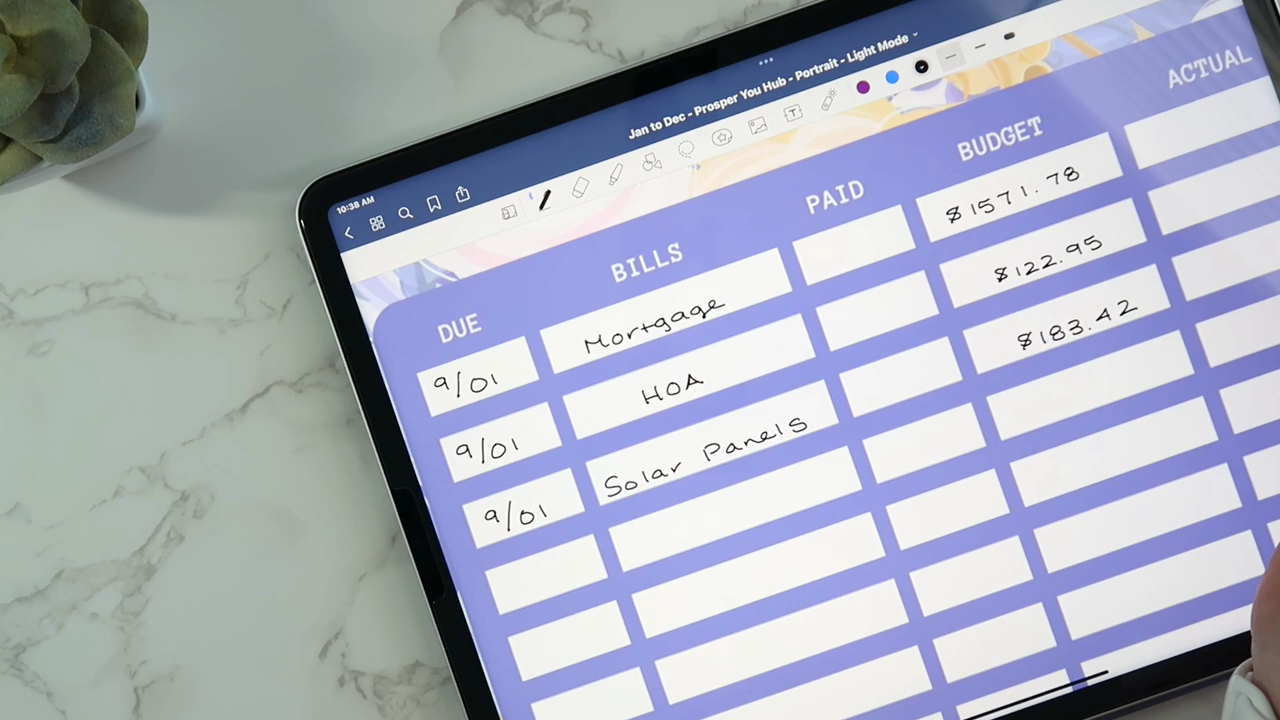 10:38 AM
Jan to Dec - Prosper You Hub - Portrait - Light Mode
DUE BILLS PAID BUDGET ACTUAL
9/01 Mortgage $1571.78
9/01 HOA $122.95
9/01 Solar Panels $183.42